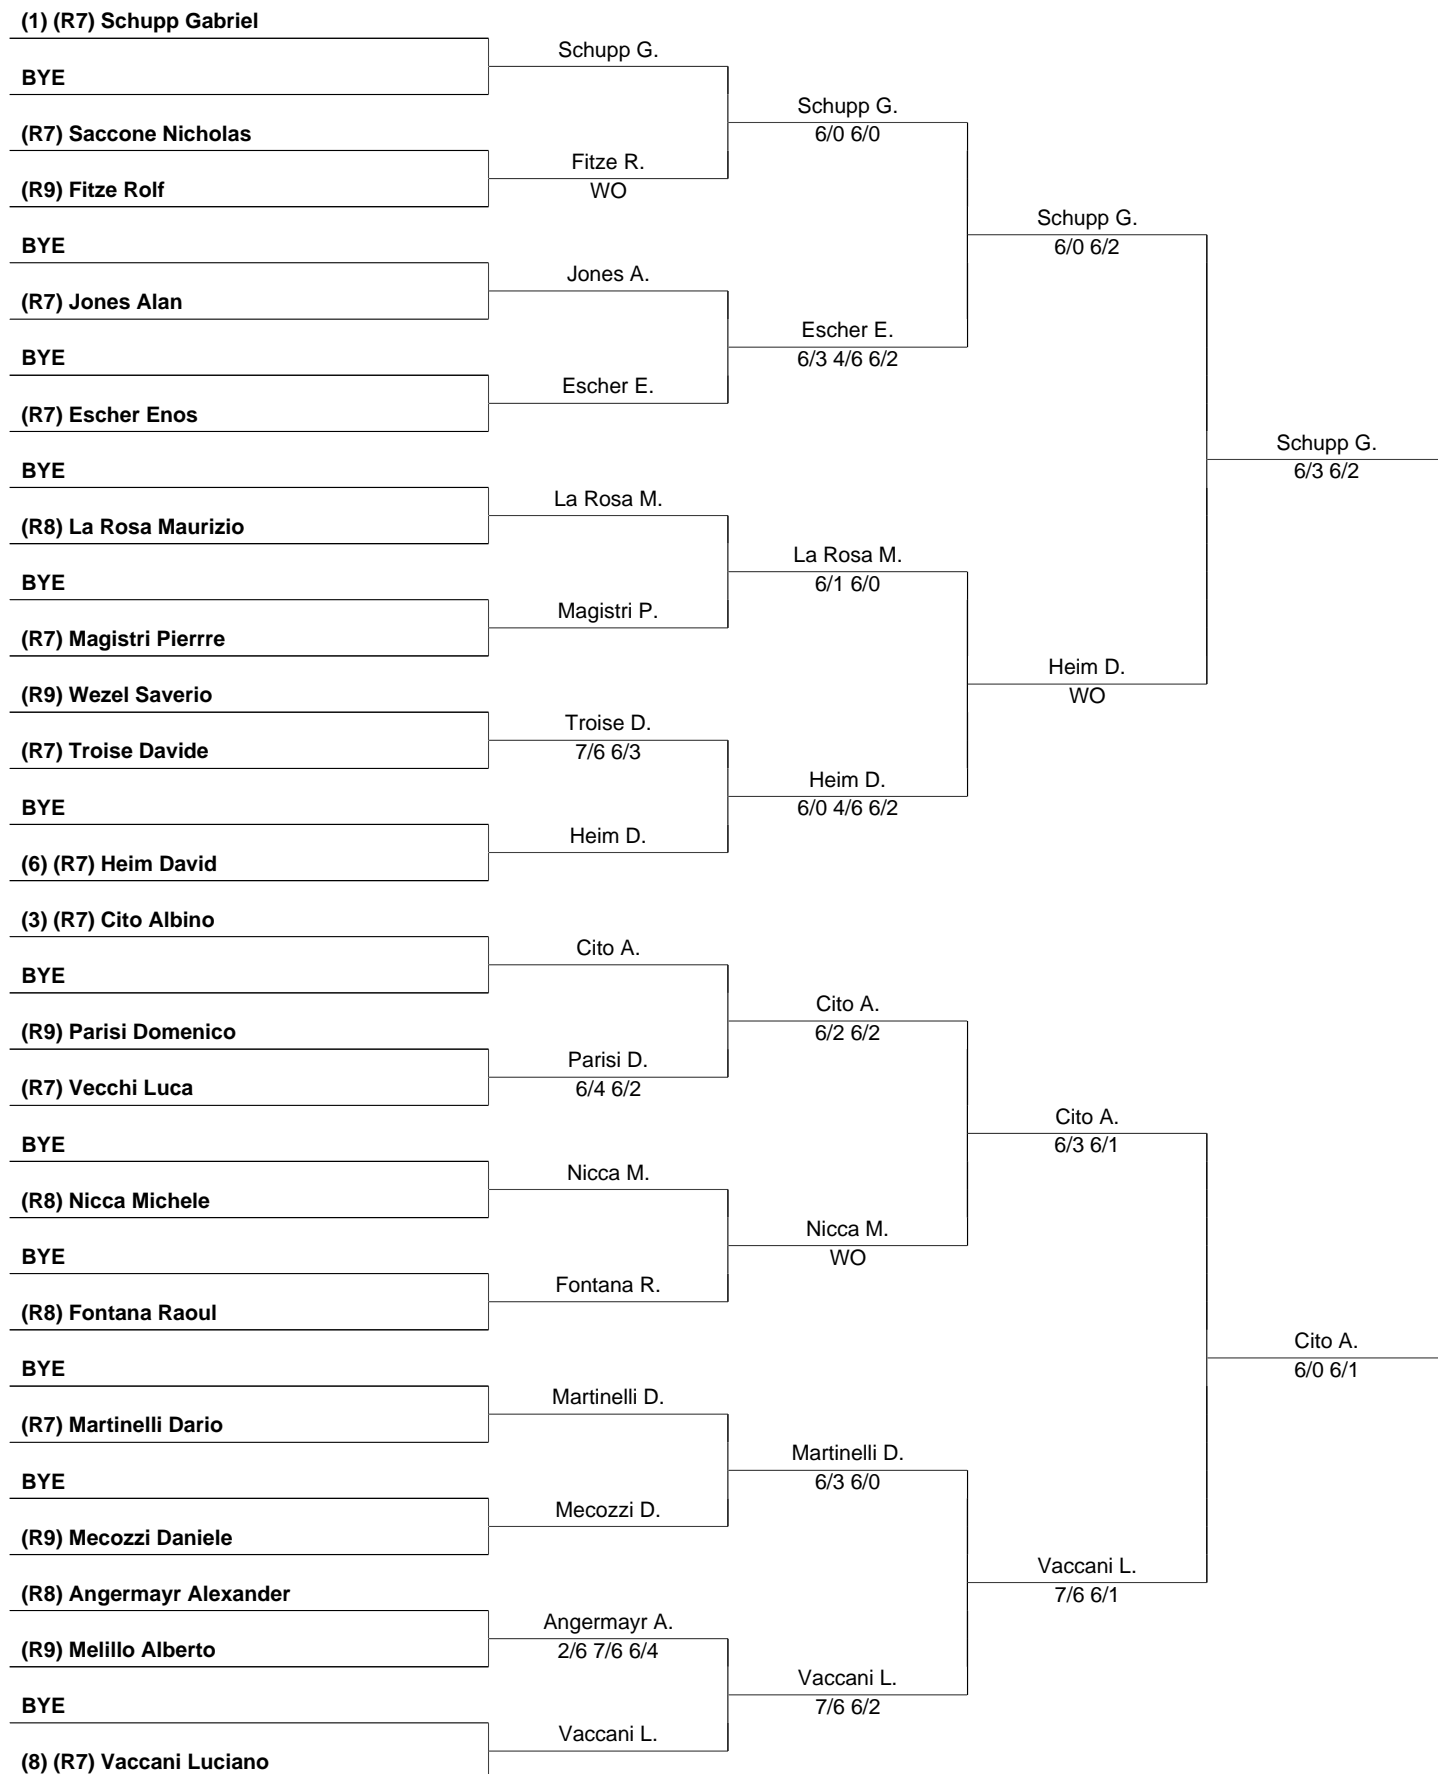 (1) (R7) Schupp Gabriel
BYE
(R7) Saccone Nicholas
(R9) Fitze Rolf
BYE
(R7) Jones Alan
BYE
(R7) Escher Enos
BYE
(R8) La Rosa Maurizio
BYE
(R7) Magistri Pierrre
(R9) Wezel Saverio
(R7) Troise Davide
BYE
(6) (R7) Heim David
(3) (R7) Cito Albino
BYE
(R9) Parisi Domenico
(R7) Vecchi Luca
BYE
(R8) Nicca Michele
BYE
(R8) Fontana Raoul
BYE
(R7) Martinelli Dario
BYE
(R9) Mecozzi Daniele
(R8) Angermayr Alexander
(R9) Melillo Alberto
BYE
(8) (R7) Vaccani Luciano
Schupp G.
Fitze R.
WO
Jones A.
Escher E.
La Rosa M.
Magistri P.
Troise D.
7/6 6/3
Heim D.
Cito A.
Parisi D.
6/4 6/2
Nicca M.
Fontana R.
Martinelli D.
Mecozzi D.
Angermayr A.
2/6 7/6 6/4
Vaccani L.
Schupp G.
6/0 6/0
Escher E.
6/3 4/6 6/2
La Rosa M.
6/1 6/0
Heim D.
6/0 4/6 6/2
Cito A.
6/2 6/2
Nicca M.
WO
Martinelli D.
6/3 6/0
Vaccani L.
7/6 6/2
Schupp G.
6/0 6/2
Heim D.
WO
Cito A.
6/3 6/1
Vaccani L.
7/6 6/1
Schupp G.
6/3 6/2
Cito A.
6/0 6/1